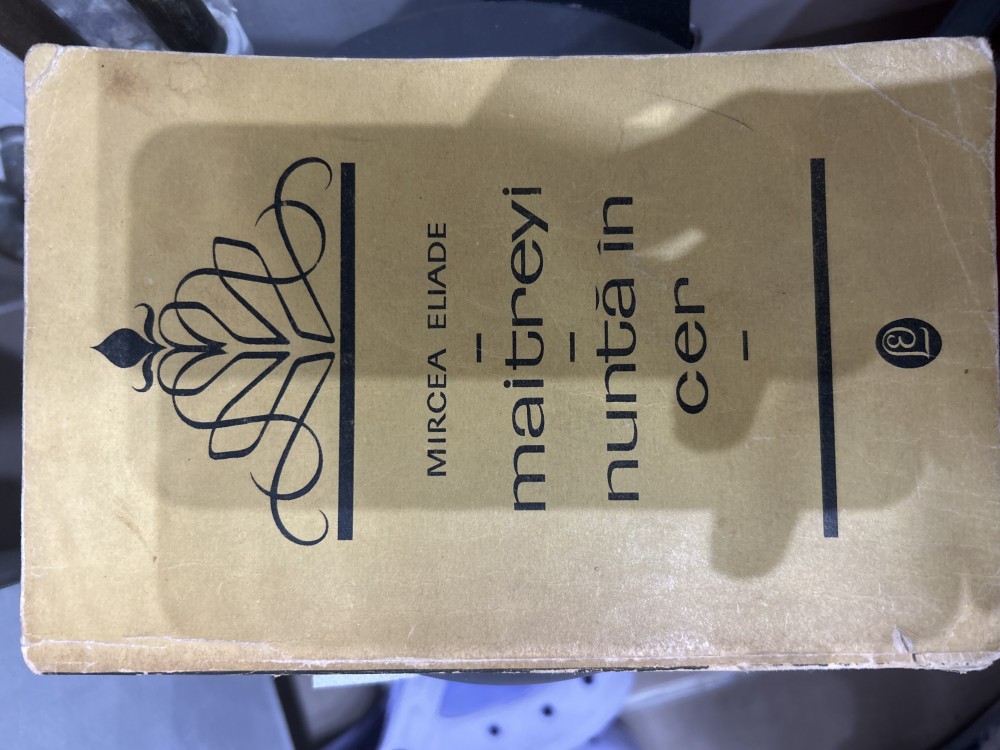 MIRCEA ELIADE
maitreyi
nuntă în
cer